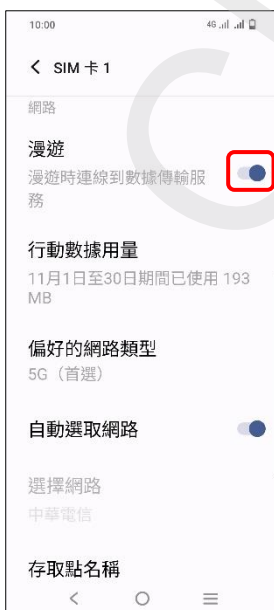 10:00
4G
SIM 卡 1
網路
漫遊
漫遊時連線到數據傳輸服
務
行動數據用量
11月1日至30日期間已使用 193
MB
偏好的網路類型
5G（首選）
自動選取網路
選擇網路
中華電信
存取點名稱